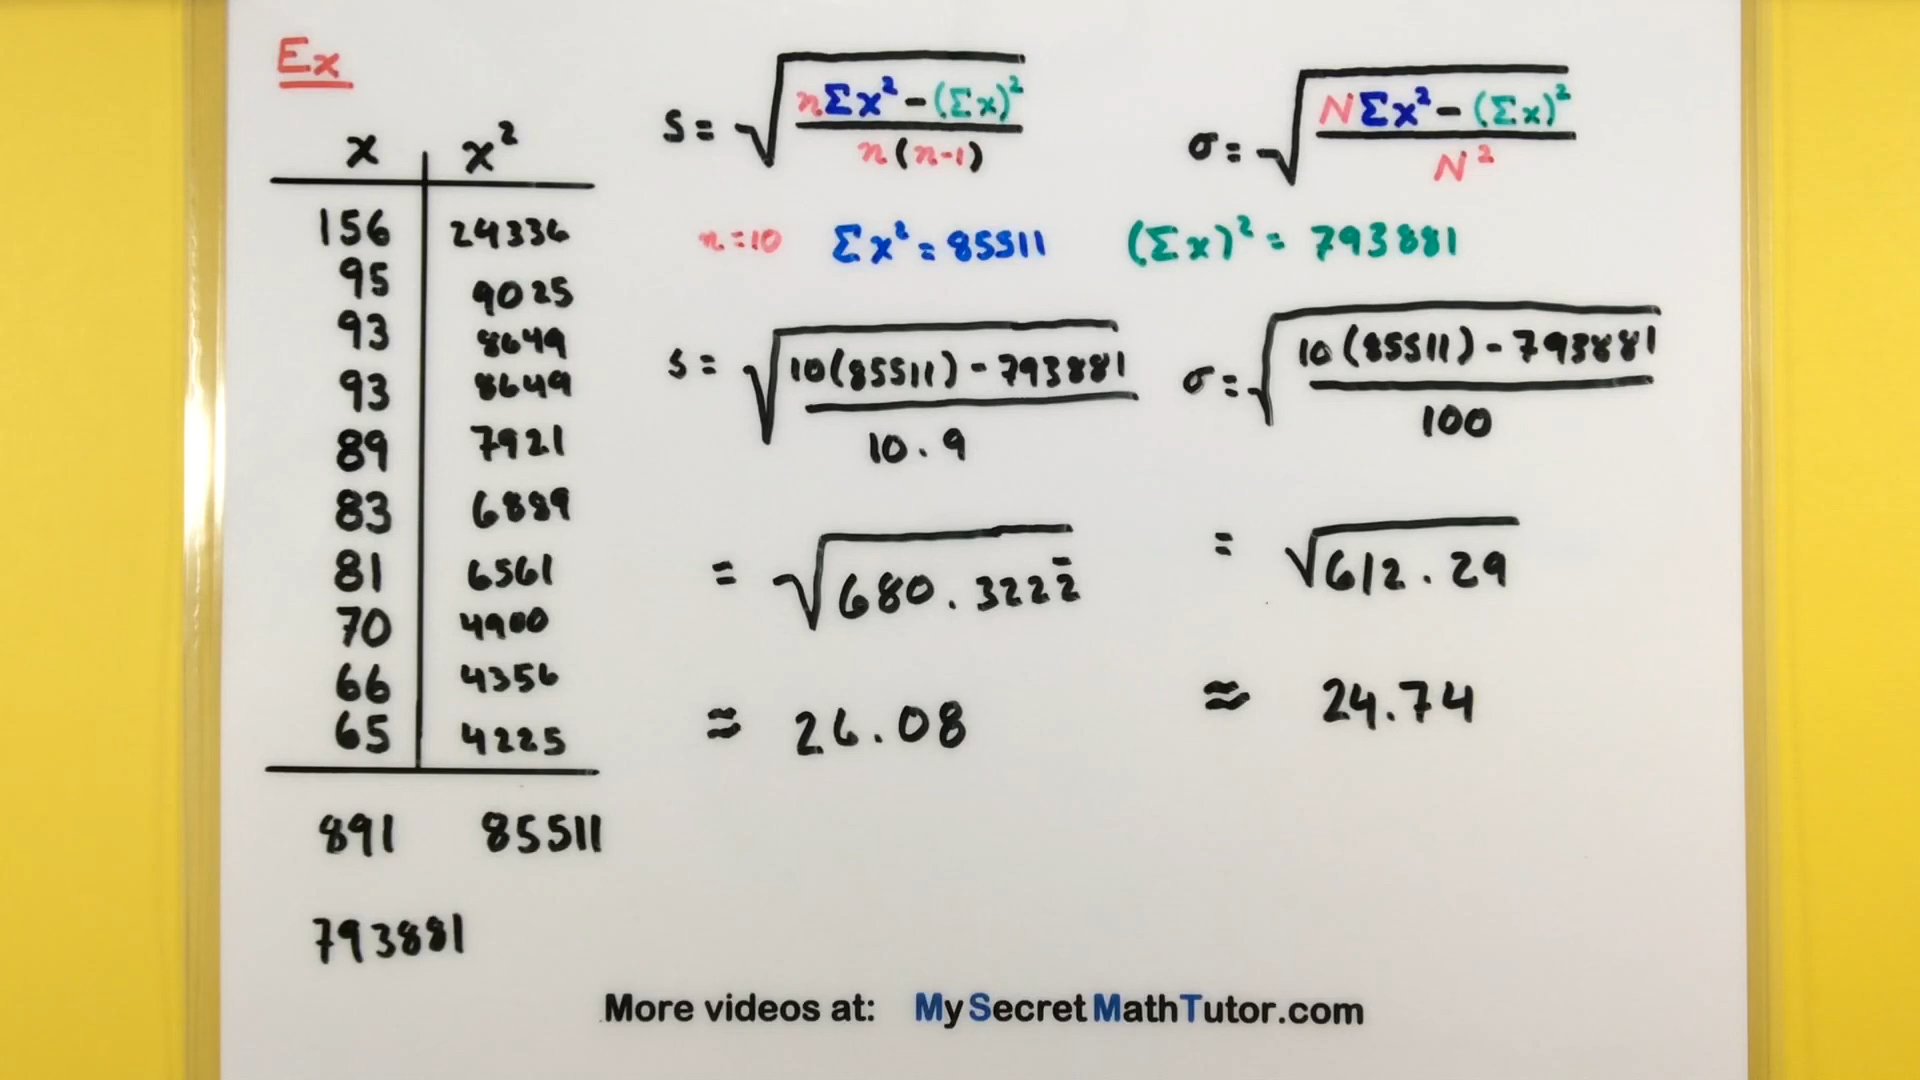 Ex
x x²
156 24336
95 9025
93 8649
93 8649
89 7921
83 6889
81 6561
70 4900
66 4356
65 4225
891 85511
793881
s = √(nΣx² - (Σx)² / n(n-1))
σ = √(NΣx² - (Σx)² / N²)
n = 10 Σx² = 85511 (Σx)² = 793881
s = √(10(85511) - 793881 / 10 · 9)
= √680.3222̄
≈ 26.08
σ = √(10(85511) - 793881 / 100)
= √612.29
≈ 24.74
More videos at: MySecretMathTutor.com